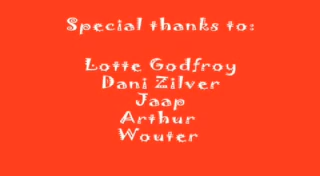 Special thanks to:
Lotte Godfroy
Dani Zilver
Jaap
Arthur
Wouter